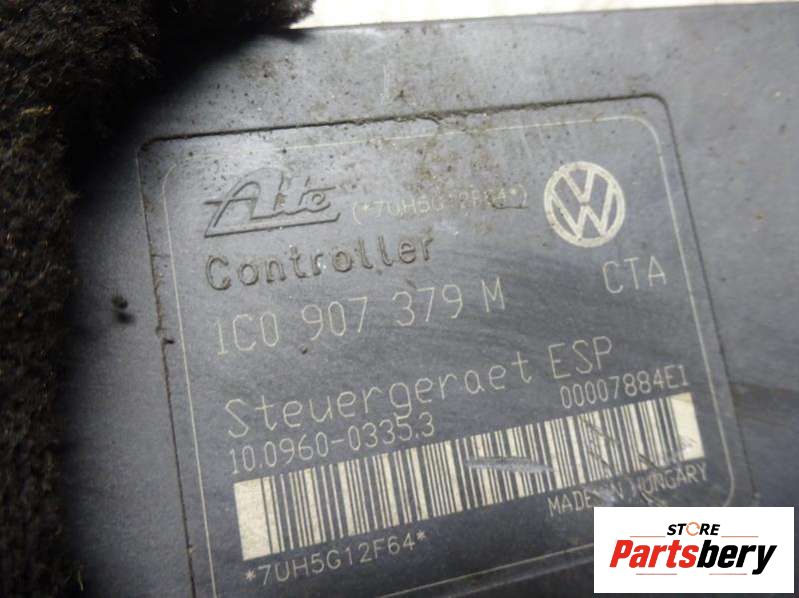 Ate (*7UH5G12F64*)
Controller
1C0 907 379 M CTA
Steuergeraet ESP
10.0960-0335.3 00007884E1
MADE IN HUNGARY
*7UH5G12F64*
STORE
Partsbery